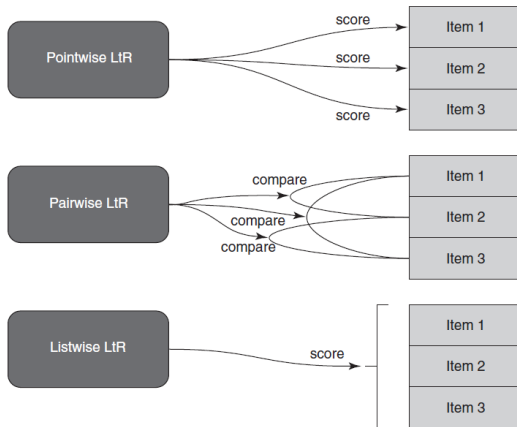 score
Item 1
Pointwise LtR
score
Item 2
score
Item 3
compare
Item 1
Pairwise LtR
compare
Item 2
compare
Item 3
Item 1
Listwise LtR
score
Item 2
Item 3